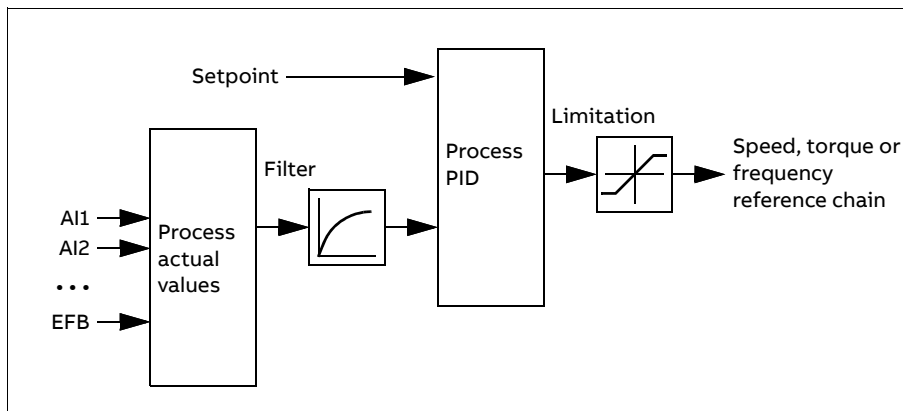 Setpoint
Limitation
Process
PID
Speed, torque or
frequency
reference chain
Filter
AI1
AI2
...
EFB
Process
actual
values